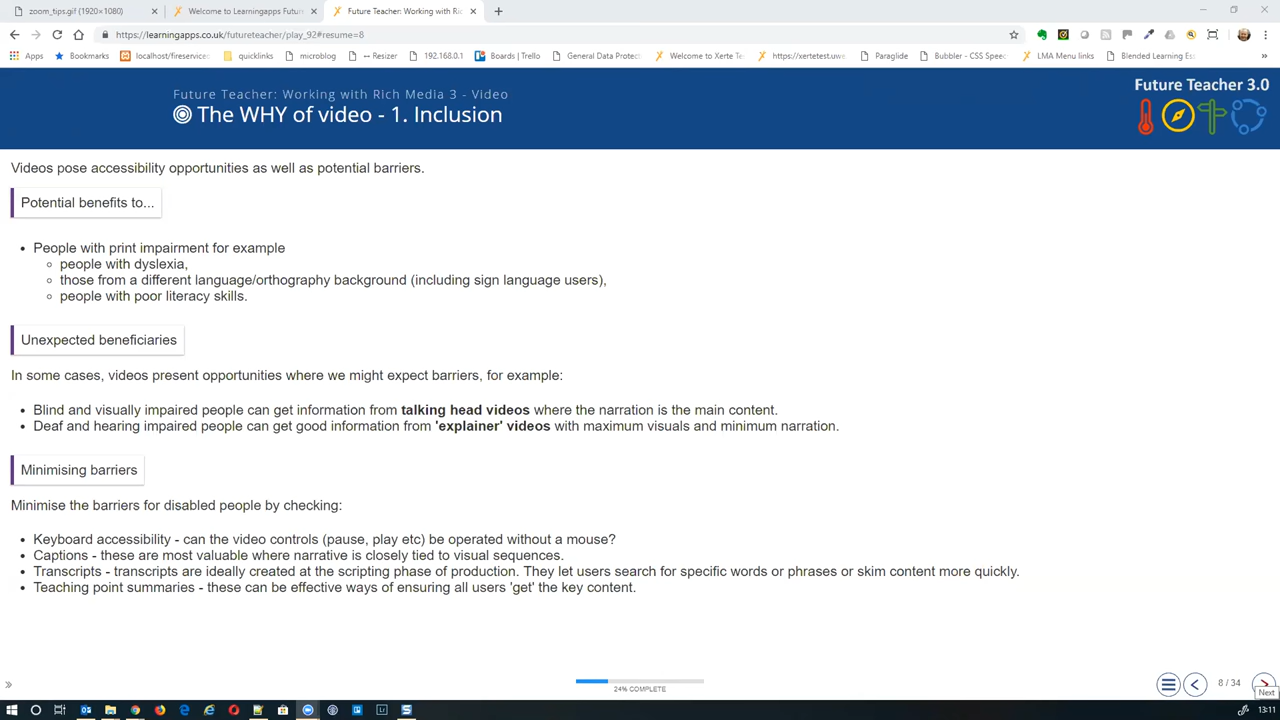 zoom_tips.gif (1920×1080)
Welcome to Learningapps Futur
Future Teacher: Working with Ric
https://learningapps.co.uk/futureteacher/play_92#resume=8
Apps
Bookmarks
localhost/fireservice
quicklinks
microblog
↔ Resizer
192.168.0.1
Boards | Trello
General Data Protec
Welcome to Xerte To
https://xertetest.uwe
Paraglide
Bubbler - CSS Speec
LMA Menu links
Blended Learning Ess
Future Teacher: Working with Rich Media 3 - Video
The WHY of video - 1. Inclusion
Future Teacher 3.0
Videos pose accessibility opportunities as well as potential barriers.
Potential benefits to...
• People with print impairment for example
◦ people with dyslexia,
◦ those from a different language/orthography background (including sign language users),
◦ people with poor literacy skills.
Unexpected beneficiaries
In some cases, videos present opportunities where we might expect barriers, for example:
• Blind and visually impaired people can get information from talking head videos where the narration is the main content.
• Deaf and hearing impaired people can get good information from 'explainer' videos with maximum visuals and minimum narration.
Minimising barriers
Minimise the barriers for disabled people by checking:
• Keyboard accessibility - can the video controls (pause, play etc) be operated without a mouse?
• Captions - these are most valuable where narrative is closely tied to visual sequences.
• Transcripts - transcripts are ideally created at the scripting phase of production. They let users search for specific words or phrases or skim content more quickly.
• Teaching point summaries - these can be effective ways of ensuring all users 'get' the key content.
24% COMPLETE
8 / 34
Next
13:11